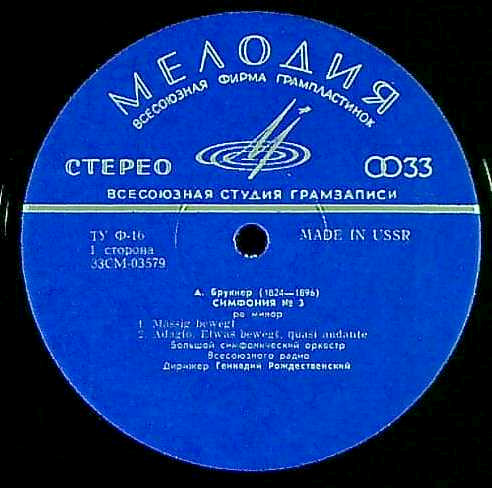 МЕЛОДИЯ
ВСЕСОЮЗНАЯ ФИРМА ГРАМПЛАСТИНОК
СТЕРЕО
33
ВСЕСОЮЗНАЯ СТУДИЯ ГРАМЗАПИСИ
ТУ Ф-16
MADE IN USSR
1 сторона
33СМ-03579
А. Брукнер (1824—1896)
СИМФОНИЯ № 3
ре минор
1. Mässig bewegt
2. Adagio. Etwas bewegt, quasi andante
Большой симфонический оркестр
Всесоюзного радио
Дирижер Геннадий Рождественский